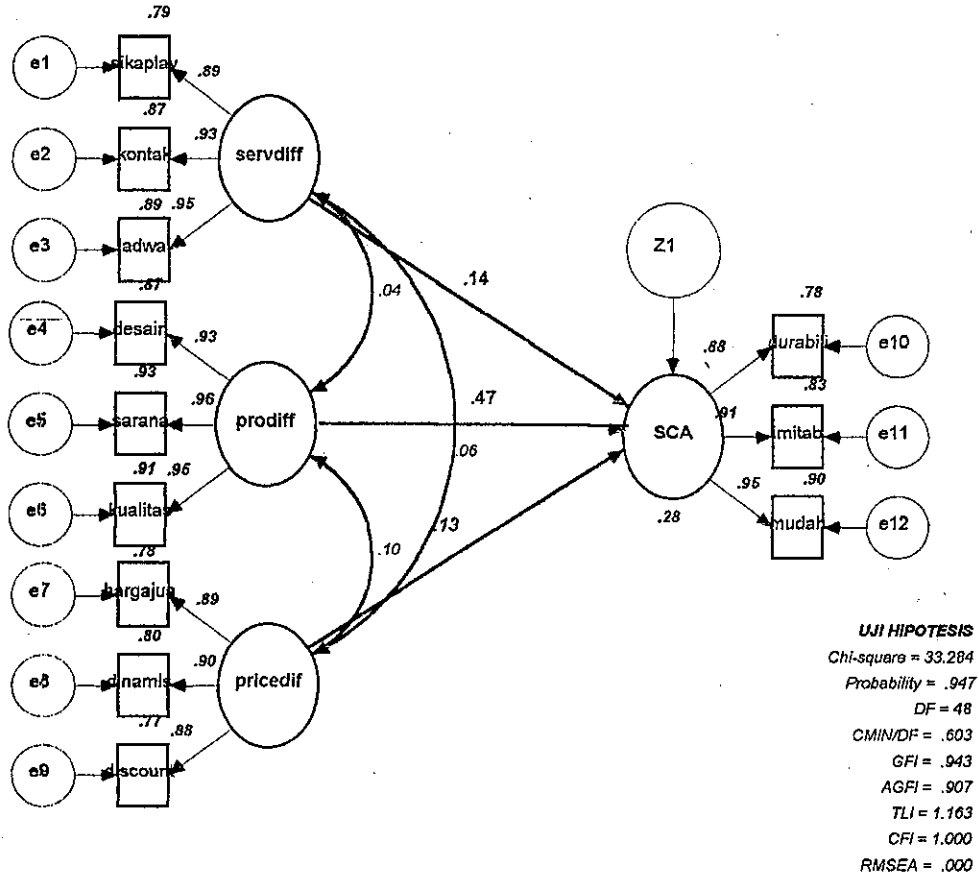 .79
e1 sikaplay .89
.87
e2 kontak .93 servdiff
.89 .95
e3 jadwa
.87
e4 desain .93
.93
e5 sarana .96 prodiff
.91 .95
e6 kualitas
.78
e7 hargajua .89
.80
e8 dinamis .90 pricedif
.77 .88
e9 discount
.04
.06
.10
.14
.47
.13
Z1
SCA
.28
.78
.88 durabili e10
.83
.91 imitab e11
.90
.95 mudah e12
UJI HIPOTESIS
Chi-square = 33.284
Probability = .947
DF = 48
CMIN/DF = .603
GFI = .943
AGFI = .907
TLI = 1.163
CFI = 1.000
RMSEA = .000